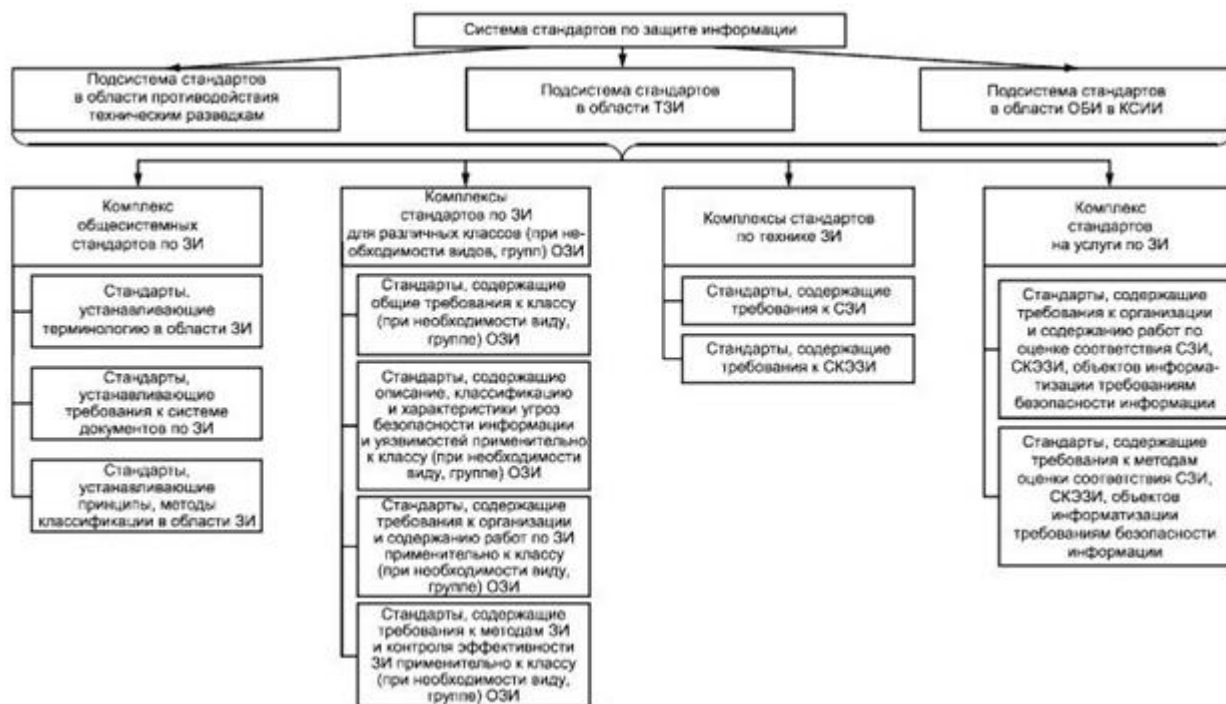 Система стандартов по защите информации
Подсистема стандартов
в области противодействия
техническим разведкам
Подсистема стандартов
в области ТЗИ
Подсистема стандартов
в области ОБИ в КСИИ
Комплекс
общесистемных
стандартов по ЗИ
Стандарты,
устанавливающие
терминологию в области ЗИ
Стандарты,
устанавливающие
требования к системе
документов по ЗИ
Стандарты,
устанавливающие
принципы, методы
классификации в области ЗИ
Комплексы
стандартов по ЗИ
для различных классов (при не-
обходимости видов, групп) ОЗИ
Стандарты, содержащие
общие требования к классу
(при необходимости виду,
группе) ОЗИ
Стандарты, содержащие
описание, классификацию
и характеристики угроз
безопасности информации
и уязвимостей применительно
к классу (при необходимости
виду, группе) ОЗИ
Стандарты, содержащие
требования к организации
и содержанию работ по ЗИ
применительно к классу
(при необходимости виду,
группе) ОЗИ
Стандарты, содержащие
требования к методам ЗИ
и контроля эффективности
ЗИ применительно к классу
(при необходимости виду,
группе) ОЗИ
Комплексы стандартов
по технике ЗИ
Стандарты, содержащие
требования к СЗИ
Стандарты, содержащие
требования к СКЭЗИ
Комплекс
стандартов
на услуги по ЗИ
Стандарты, содержащие
требования к организации
и содержанию работ по
оценке соответствия СЗИ,
СКЭЗИ, объектов информа-
тизации требованиям
безопасности информации
Стандарты, содержащие
требования к методам
оценки соответствия СЗИ,
СКЭЗИ, объектов
информатизации
требованиям безопасности
информации